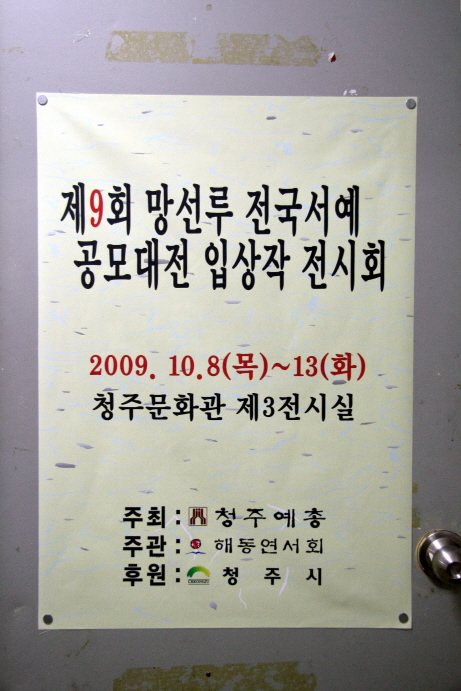 제9회 망선루 전국서예
공모대전 입상작 전시회
2009. 10.8(목)~13(화)
청주문화관 제3전시실
주최 : 청주예총
주관 : 해동연서회
후원 : 청 주 시